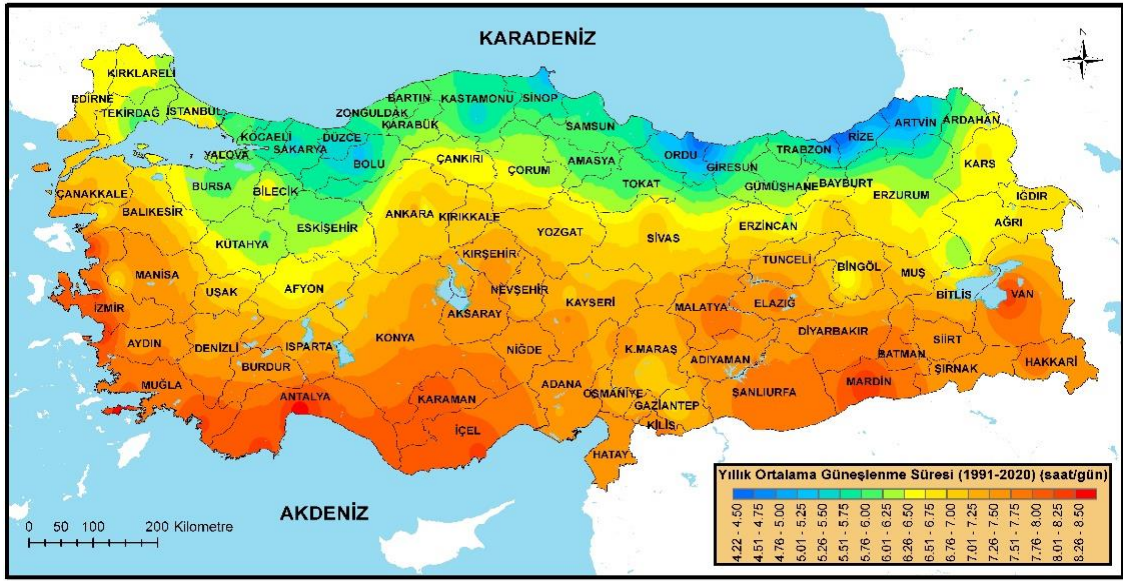 KARADENİZ
KIRKLARELİ
EDİRNE
TEKİRDAĞ
İSTANBUL
BARTIN
KASTAMONU
SİNOP
ZONGULDAK
KARABÜK
KOCAELİ
DÜZCE
SAKARYA
YALOVA
BOLU
SAMSUN
ORDU
GİRESUN
TRABZON
RİZE
ARTVİN
ARDAHAN
KARS
ÇANKIRI
ÇORUM
AMASYA
TOKAT
GÜMÜŞHANE
BAYBURT
ERZURUM
IĞDIR
AĞRI
ÇANAKKALE
BALIKESİR
BURSA
BİLECİK
ESKİŞEHİR
KÜTAHYA
ANKARA
KIRIKKALE
YOZGAT
SİVAS
ERZİNCAN
TUNCELİ
BİNGÖL
MUŞ
BİTLİS
VAN
MANİSA
UŞAK
AFYON
KIRŞEHİR
NEVŞEHİR
AKSARAY
KAYSERİ
MALATYA
ELAZIĞ
İZMİR
AYDIN
DENİZLİ
ISPARTA
BURDUR
KONYA
NİĞDE
K.MARAŞ
ADIYAMAN
DİYARBAKIR
BATMAN
SİİRT
ŞIRNAK
HAKKARİ
MARDİN
ŞANLIURFA
MUĞLA
ANTALYA
KARAMAN
İÇEL
ADANA
OSMANİYE
GAZİANTEP
KİLİS
HATAY
AKDENİZ
0 50 100 200 Kilometre
Yıllık Ortalama Güneşlenme Süresi (1991-2020) (saat/gün)
4.22 - 4.50
4.51 - 4.75
4.76 - 5.00
5.01 - 5.25
5.26 - 5.50
5.51 - 5.75
5.76 - 6.00
6.01 - 6.25
6.26 - 6.50
6.51 - 6.75
6.76 - 7.00
7.01 - 7.25
7.26 - 7.50
7.51 - 7.75
7.76 - 8.00
8.01 - 8.25
8.26 - 8.50